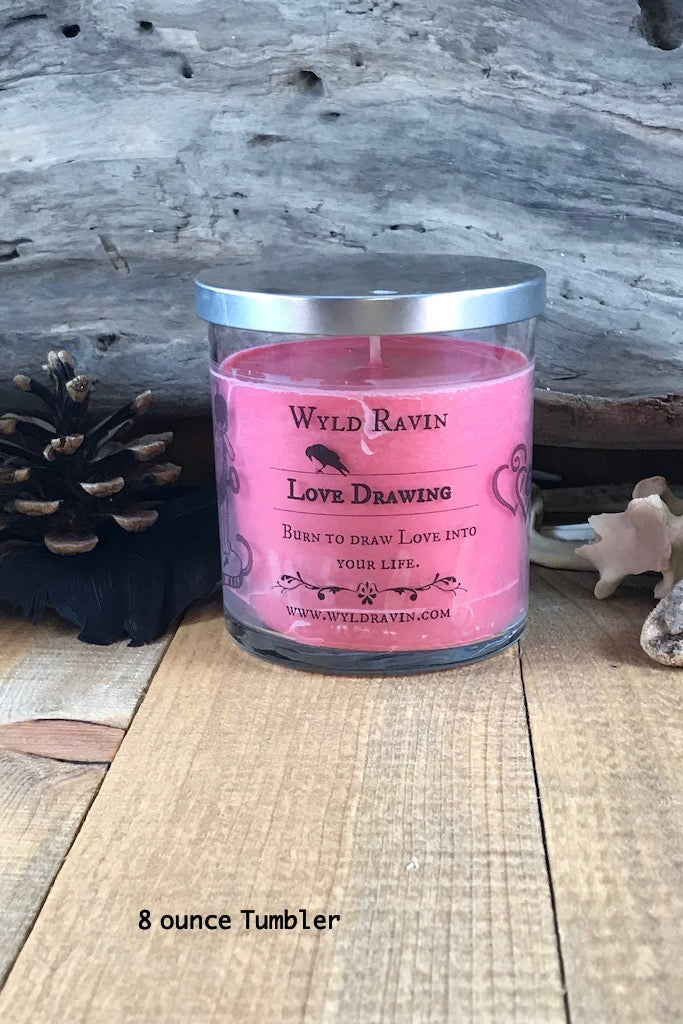 Wyld Ravin
Love Drawing
Burn to draw Love into
your life.
www.wyldravin.com
8 ounce Tumbler